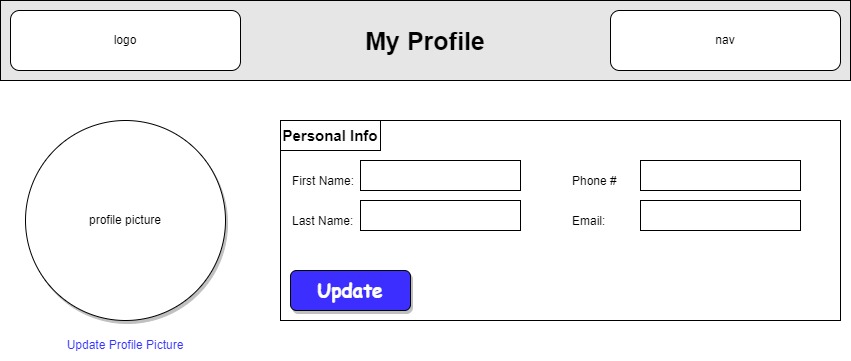 logo
My Profile
nav
Personal Info
First Name:
Phone #
Last Name:
Email:
profile picture
Update
Update Profile Picture